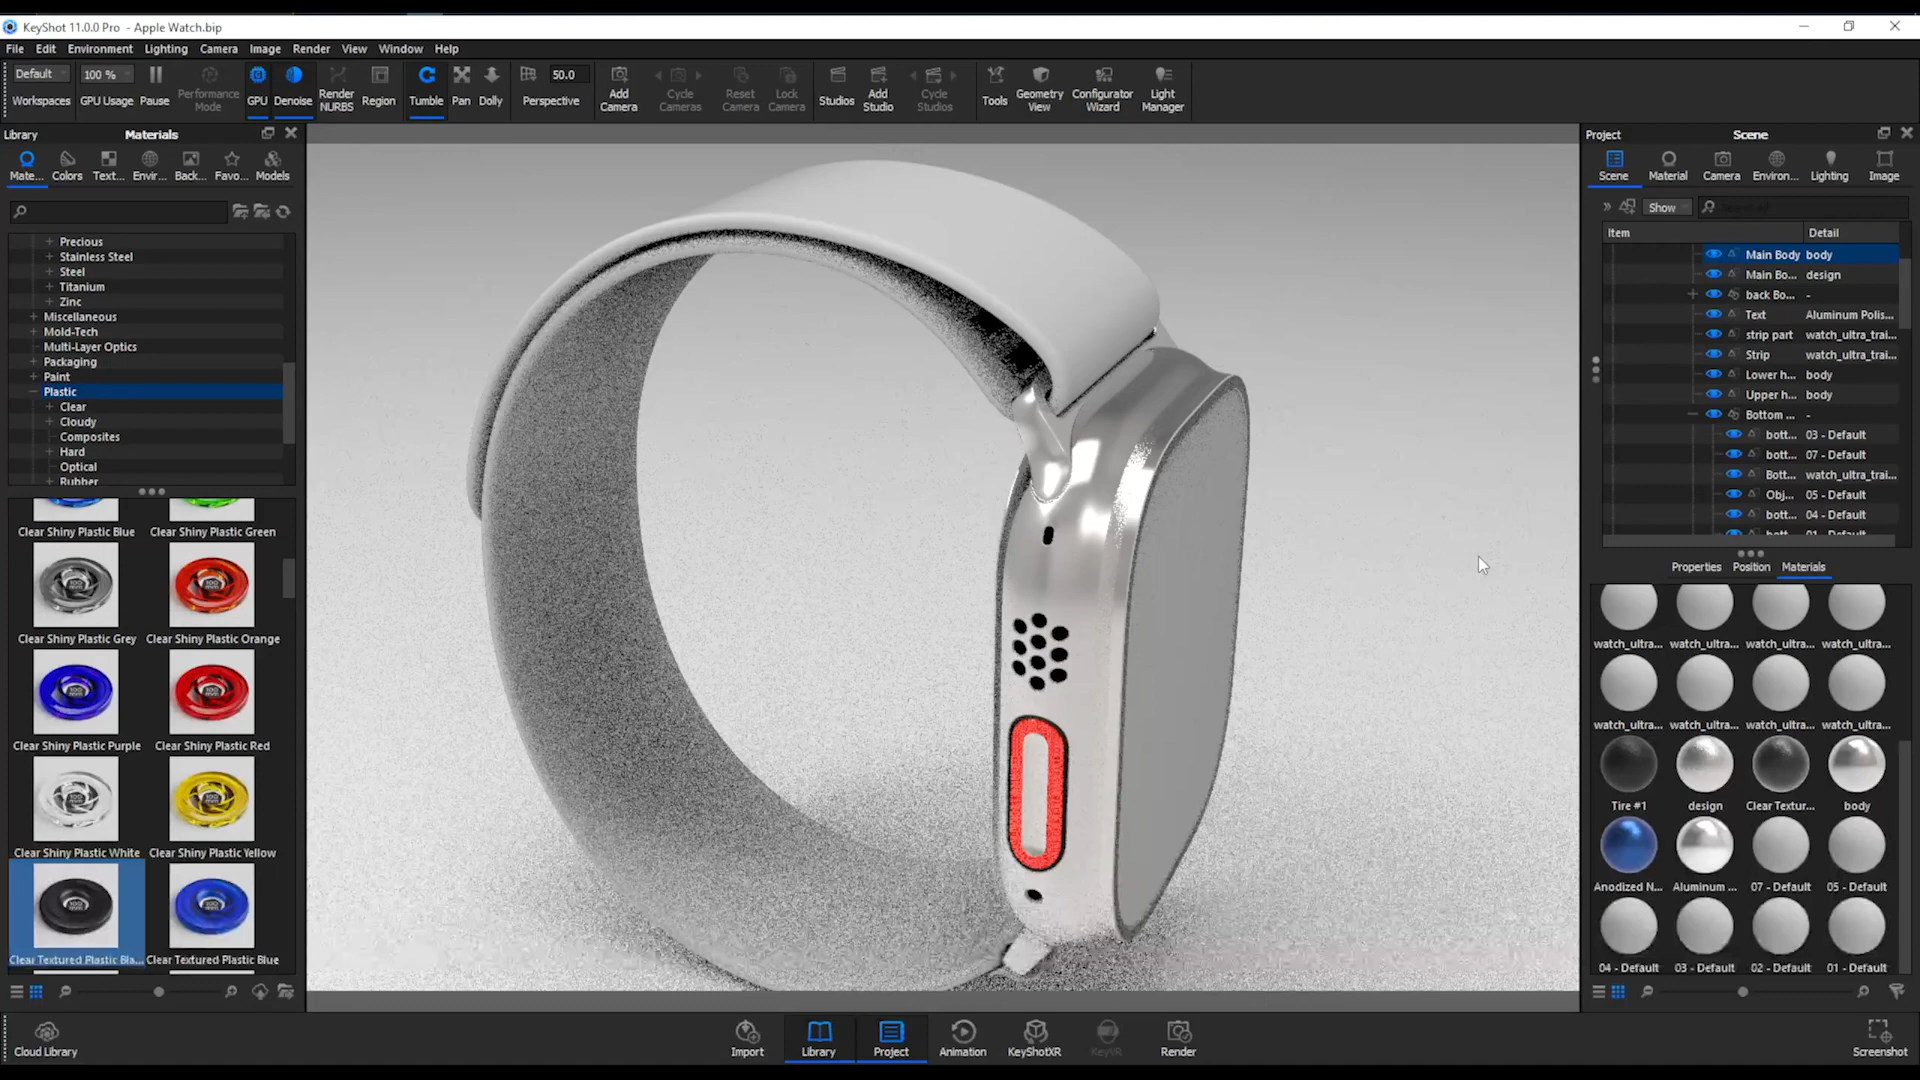 KeyShot 11.0.0 Pro - Apple Watch.bip
File Edit Environment Lighting Camera Image Render View Window Help
Default 100 % 50.0
Workspaces GPU Usage Pause Performance Mode GPU Denoise Render NURBS Region Tumble Pan Dolly Perspective Add Camera Cycle Cameras Reset Camera Lock Camera Studios Add Studio Cycle Studios Tools Geometry View Configurator Wizard Light Manager
Library Materials
Mate... Colors Text... Envir... Back... Favo... Models
Precious
Stainless Steel
Steel
Titanium
Zinc
Miscellaneous
Mold-Tech
Multi-Layer Optics
Packaging
Paint
Plastic
Clear
Cloudy
Composites
Hard
Optical
Rubber
Clear Shiny Plastic Blue Clear Shiny Plastic Green
Clear Shiny Plastic Grey Clear Shiny Plastic Orange
Clear Shiny Plastic Purple Clear Shiny Plastic Red
Clear Shiny Plastic White Clear Shiny Plastic Yellow
Clear Textured Plastic Bla... Clear Textured Plastic Blue
Project Scene
Scene Material Camera Environ... Lighting Image
» Show
Item Detail
Main Body body
Main Bo... design
back Bo... -
Text Aluminum Polis...
strip part watch_ultra_trai...
Strip watch_ultra_trai...
Lower h... body
Upper h... body
Bottom ... -
bott... 03 - Default
bott... 07 - Default
Bott... watch_ultra_trai...
Obj... 05 - Default
bott... 04 - Default
bott... 01 - Default
Properties Position Materials
watch_ultra... watch_ultra... watch_ultra... watch_ultra...
watch_ultra... watch_ultra... watch_ultra... watch_ultra...
Tire #1 design Clear Textur... body
Anodized N... Aluminum ... 07 - Default 05 - Default
04 - Default 03 - Default 02 - Default 01 - Default
Cloud Library Import Library Project Animation KeyShotXR KeyVR Render Screenshot